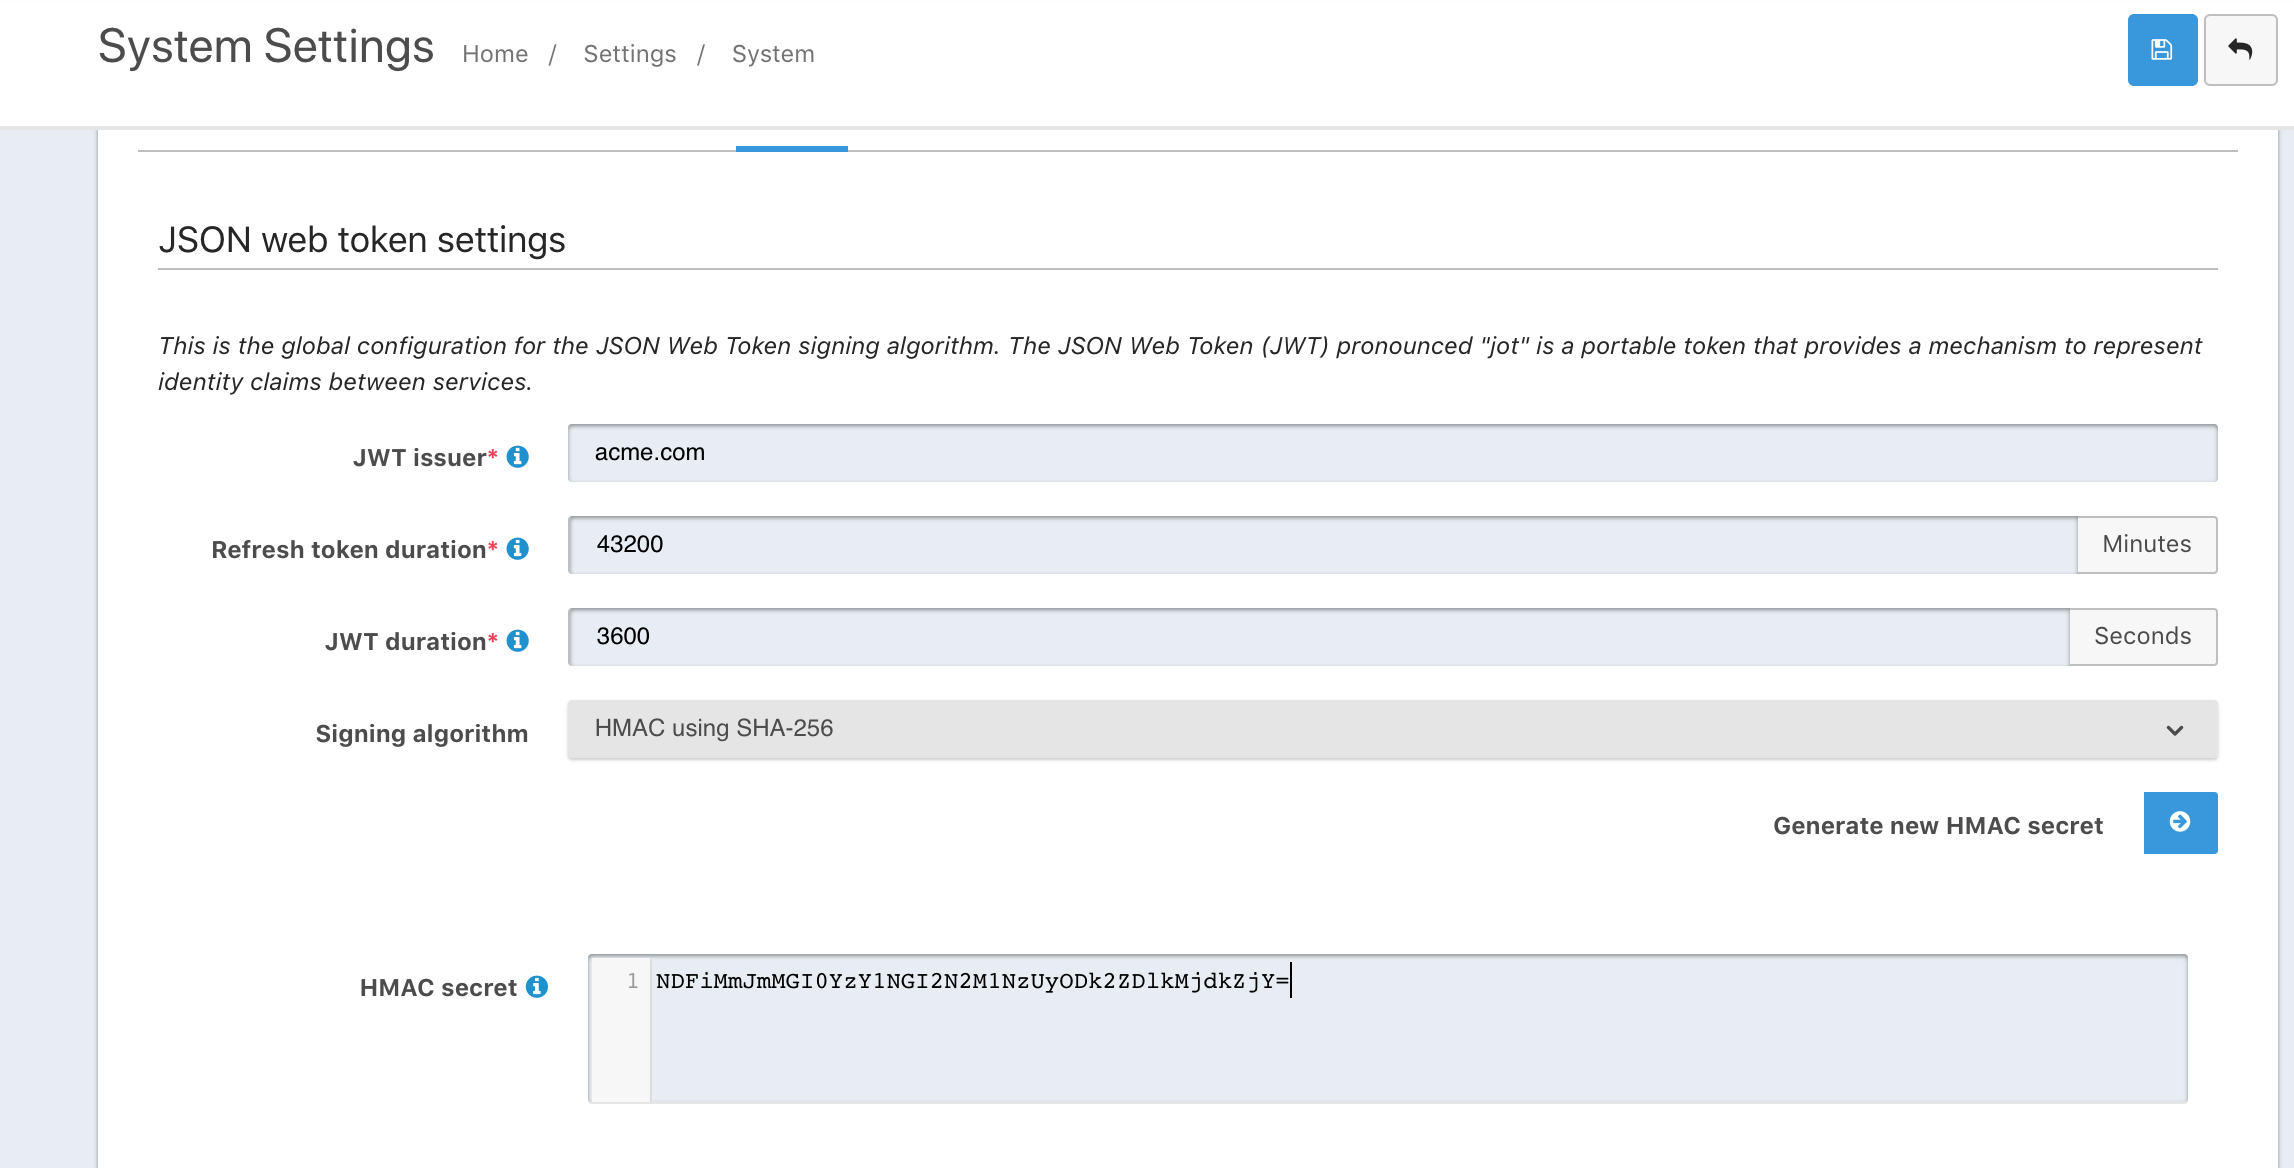 System Settings Home / Settings / System
JSON web token settings
This is the global configuration for the JSON Web Token signing algorithm. The JSON Web Token (JWT) pronounced "jot" is a portable token that provides a mechanism to represent
identity claims between services.
JWT issuer* acme.com
Refresh token duration* 43200 Minutes
JWT duration* 3600 Seconds
Signing algorithm HMAC using SHA-256
Generate new HMAC secret
HMAC secret 1 NDFiMmJmMGI0YzY1NGI2N2M1NzUyODk2ZDlkMjdkZjY=